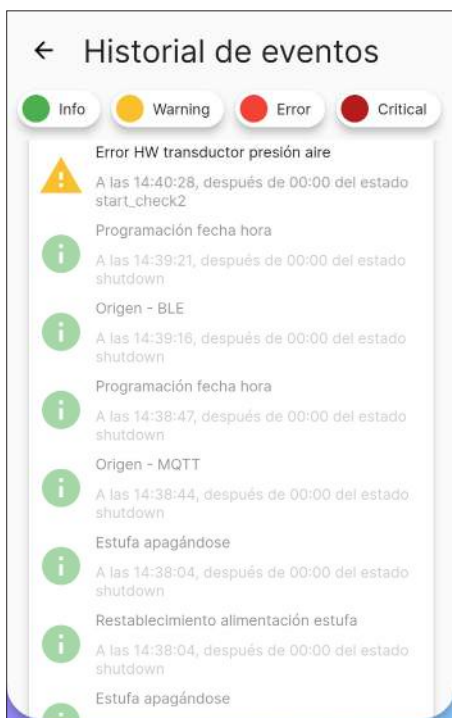 Historial de eventos
Info
Warning
Error
Critical
Error HW transductor presión aire
A las 14:40:28, después de 00:00 del estado
start_check2
Programación fecha hora
A las 14:39:21, después de 00:00 del estado
shutdown
Origen - BLE
A las 14:39:16, después de 00:00 del estado
shutdown
Programación fecha hora
A las 14:38:47, después de 00:00 del estado
shutdown
Origen - MQTT
A las 14:38:44, después de 00:00 del estado
shutdown
Estufa apagándose
A las 14:38:04, después de 00:00 del estado
shutdown
Restablecimiento alimentación estufa
A las 14:38:04, después de 00:00 del estado
shutdown
Estufa apagándose